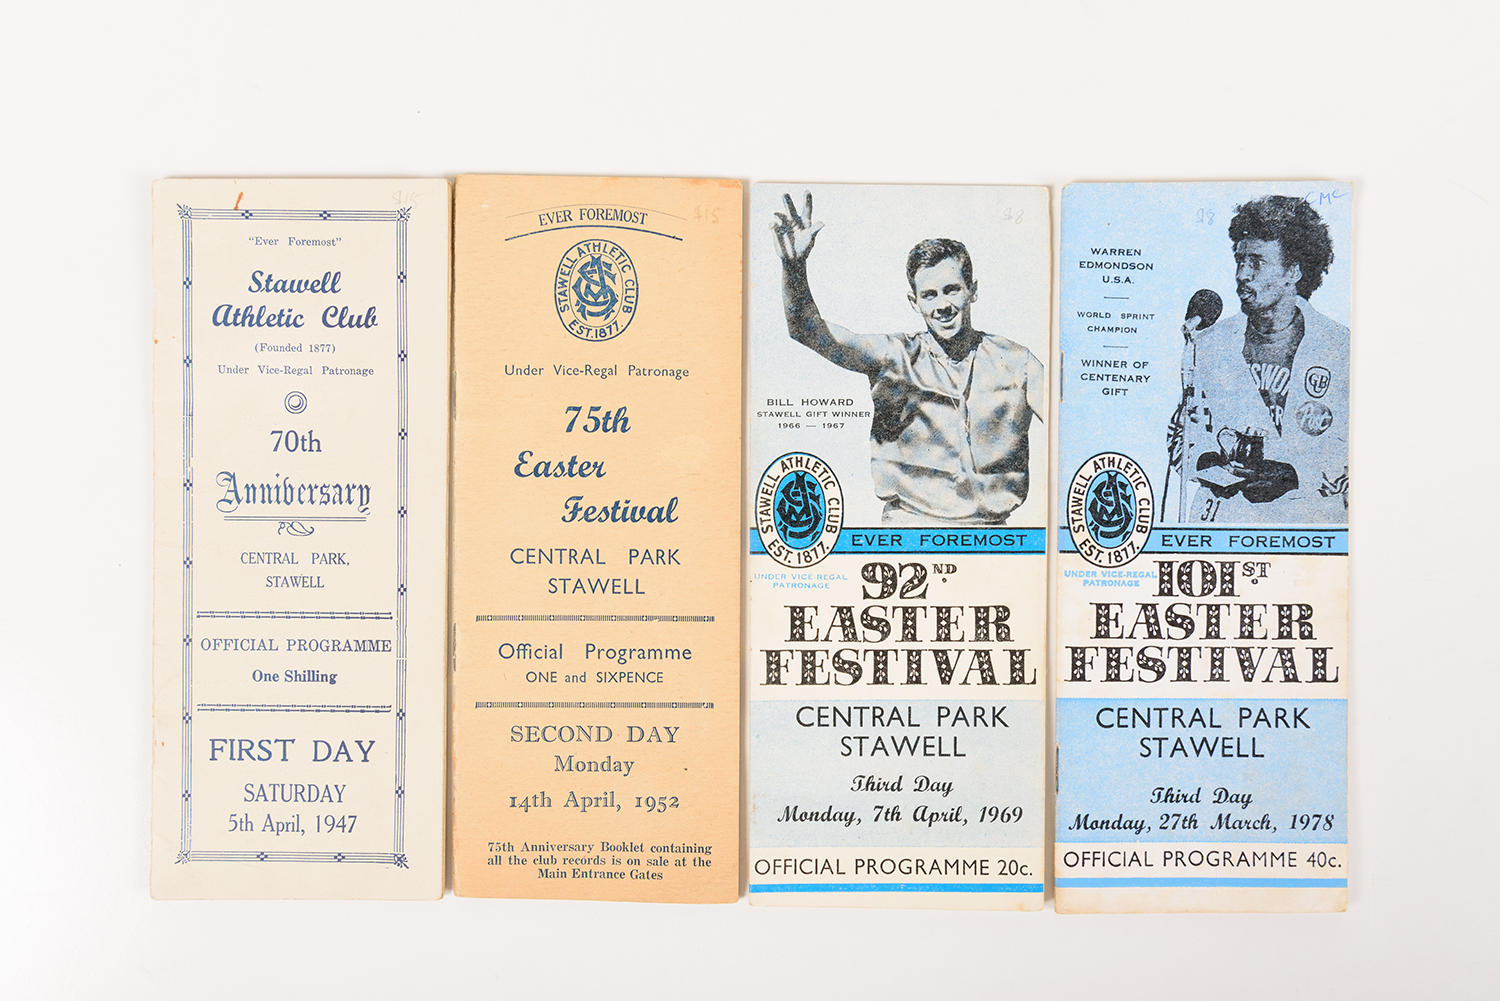 $15
"Ever Foremost"
Stawell
Athletic Club
(Founded 1877)
Under Vice-Regal Patronage
70th
Anniversary
CENTRAL PARK,
STAWELL
OFFICIAL PROGRAMME
One Shilling
FIRST DAY
SATURDAY
5th April, 1947
$15
EVER FOREMOST
STAWELL ATHLETIC CLUB
EST. 1877.
Under Vice-Regal Patronage
75th
Easter
Festival
CENTRAL PARK
STAWELL
Official Programme
ONE and SIXPENCE
SECOND DAY
Monday
14th April, 1952
75th Anniversary Booklet containing
all the club records is on sale at the
Main Entrance Gates
$8
BILL HOWARD
STAWELL GIFT WINNER
1966 — 1967
STAWELL ATHLETIC CLUB
EST. 1877.
EVER FOREMOST
UNDER VICE-REGAL
PATRONAGE
92ND
EASTER
FESTIVAL
CENTRAL PARK
STAWELL
Third Day
Monday, 7th April, 1969
OFFICIAL PROGRAMME 20c.
$8
CMC
WARREN
EDMONDSON
U.S.A.
WORLD SPRINT
CHAMPION
WINNER OF
CENTENARY
GIFT
31
STAWELL ATHLETIC CLUB
EST. 1877.
EVER FOREMOST
UNDER VICE-REGAL
PATRONAGE
101ST
EASTER
FESTIVAL
CENTRAL PARK
STAWELL
Third Day
Monday, 27th March, 1978
OFFICIAL PROGRAMME 40c.